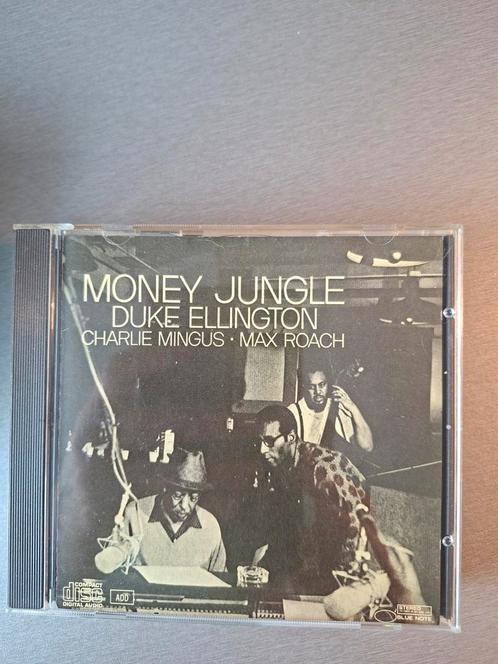 MONEY JUNGLE
DUKE ELLINGTON
CHARLIE MINGUS · MAX ROACH
COMPACT
disc
DIGITAL AUDIO
ADD
STEREO
BLUE NOTE